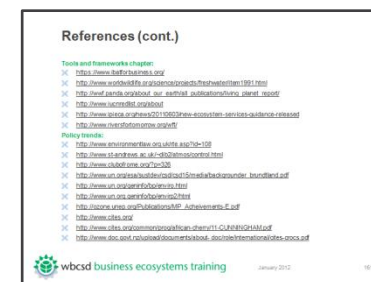 References (cont.)
Tools and frameworks chapter:
https://www.ibatforbusiness.org/
http://www.worldwildlife.org/science/projects/freshwater/item1991.html
http://wwf.panda.org/about_our_earth/all_publications/living_planet_report/
http://www.iucnredlist.org/about
http://www.ipieca.org/news/20110603/new-ecosystem-services-guidance-released
http://www.riversfortomorrow.org/wft/
Policy trends:
http://www.environmentlaw.org.uk/rte.asp?id=108
http://www.st-andrews.ac.uk/~dib2/atmos/control.html
http://www.clubofrome.org/?p=326
http://www.un.org/esa/sustdev/csd/csd15/media/backgrounder_brundtland.pdf
http://www.un.org/geninfo/bp/enviro.html
http://www.un.org/geninfo/bp/envirp2.html
http://ozone.unep.org/Publications/MP_Acheivements-E.pdf
http://www.cites.org/
http://www.cites.org/common/prog/african-cherry/11-CUNNINGHAM.pdf
http://www.doc.govt.nz/upload/documents/about-doc/role/international/cites-crocs.pdf
wbcsd business ecosystems training
January 2012
16